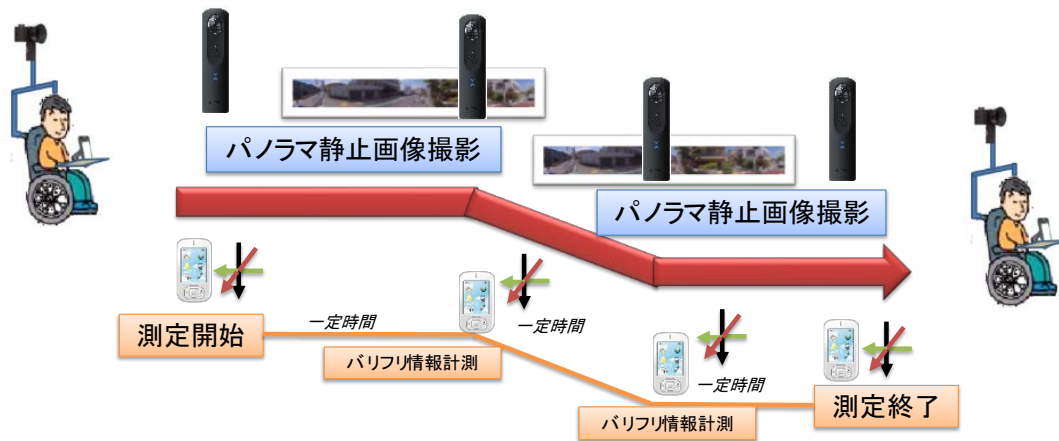 パノラマ静止画像撮影
パノラマ静止画像撮影
測定開始
一定時間
バリフリ情報計測
一定時間
バリフリ情報計測
一定時間
測定終了